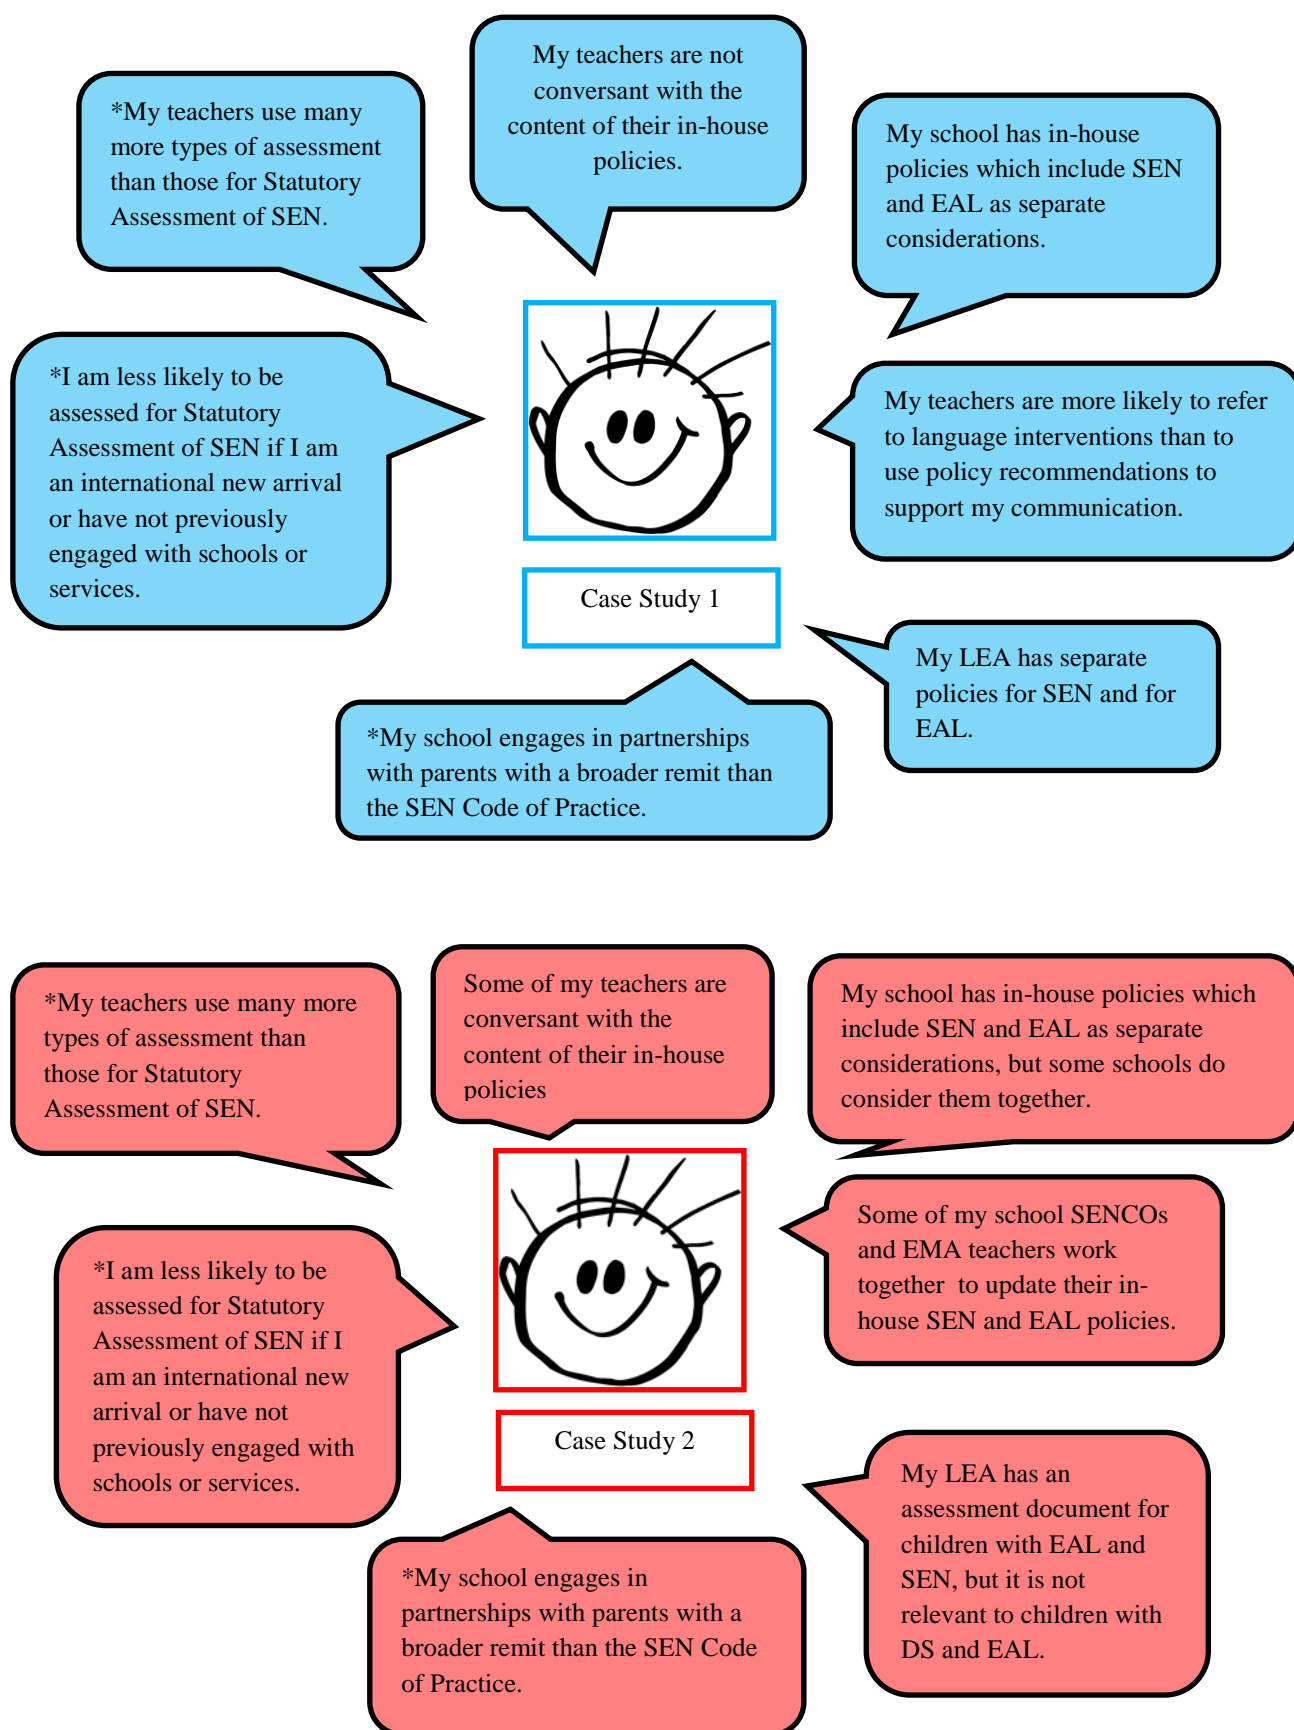 My teachers are not
conversant with the
content of their in-house
policies.
*My teachers use many
more types of assessment
than those for Statutory
Assessment of SEN.
My school has in-house
policies which include SEN
and EAL as separate
considerations.
*I am less likely to be
assessed for Statutory
Assessment of SEN if I am
an international new arrival
or have not previously
engaged with schools or
services.
My teachers are more likely to refer
to language interventions than to
use policy recommendations to
support my communication.
Case Study 1
My LEA has separate
policies for SEN and for
EAL.
*My school engages in partnerships
with parents with a broader remit than
the SEN Code of Practice.
*My teachers use many more
types of assessment than
those for Statutory
Assessment of SEN.
Some of my teachers are
conversant with the
content of their in-house
policies
My school has in-house policies which
include SEN and EAL as separate
considerations, but some schools do
consider them together.
Some of my school SENCOs
and EMA teachers work
together  to update their in-
house SEN and EAL policies.
*I am less likely to be
assessed for Statutory
Assessment of SEN if I
am an international new
arrival or have not
previously engaged with
schools or services.
Case Study 2
My LEA has an
assessment document for
children with EAL and
SEN, but it is not
relevant to children with
DS and EAL.
*My school engages in
partnerships with parents with a
broader remit than the SEN Code
of Practice.